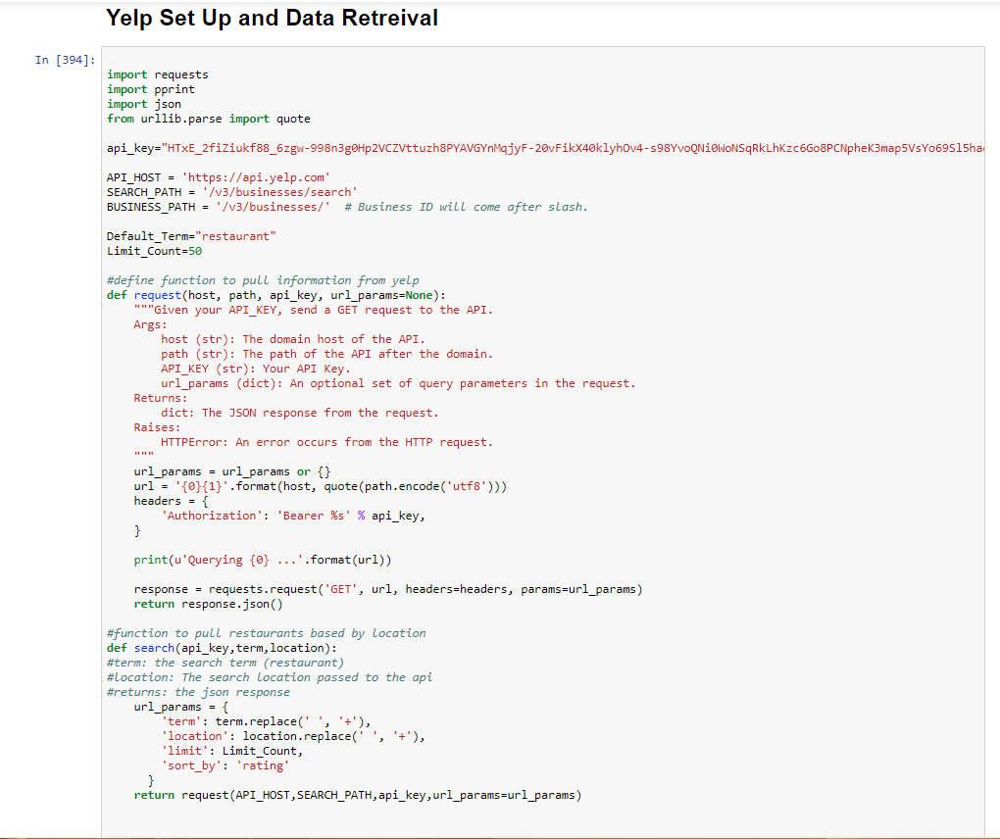 Yelp Set Up and Data Retreival
In [394]:
import requests
import pprint
import json
from urllib.parse import quote
api_key="
API_HOST = 'https://api.yelp.com'
SEARCH_PATH = '/v3/businesses/search'
BUSINESS_PATH = '/v3/businesses/'  # Business ID will come after slash.
Default_Term="restaurant"
Limit_Count=50
#define function to pull information from yelp
def request(host, path, api_key, url_params=None):
    """Given your API_KEY, send a GET request to the API.
    Args:
        host (str): The domain host of the API.
        path (str): The path of the API after the domain.
        API_KEY (str): Your API Key.
        url_params (dict): An optional set of query parameters in the request.
    Returns:
        dict: The JSON response from the request.
    Raises:
        HTTPError: An error occurs from the HTTP request.
    """
    url_params = url_params or {}
    url = '{0}{1}'.format(host, quote(path.encode('utf8')))
    headers = {
        'Authorization': 'Bearer %s' % api_key,
    }
    print(u'Querying {0} ...'.format(url))
    response = requests.request('GET', url, headers=headers, params=url_params)
    return response.json()
#function to pull restaurants based by location
def search(api_key,term,location):
#term: the search term (restaurant)
#location: The search location passed to the api
#returns: the json response
    url_params = {
        'term': term.replace(' ', '+'),
        'location': location.replace(' ', '+'),
        'limit': Limit_Count,
        'sort_by': 'rating'
      }
    return request(API_HOST,SEARCH_PATH,api_key,url_params=url_params)